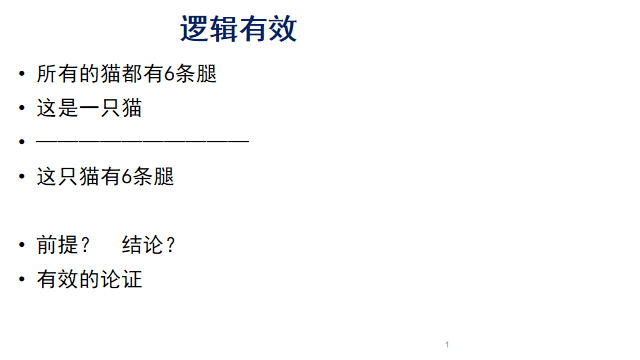 逻辑有效
• 所有的猫都有6条腿
• 这是一只猫
• ——————————
• 这只猫有6条腿
• 前提？ 结论？
• 有效的论证
1